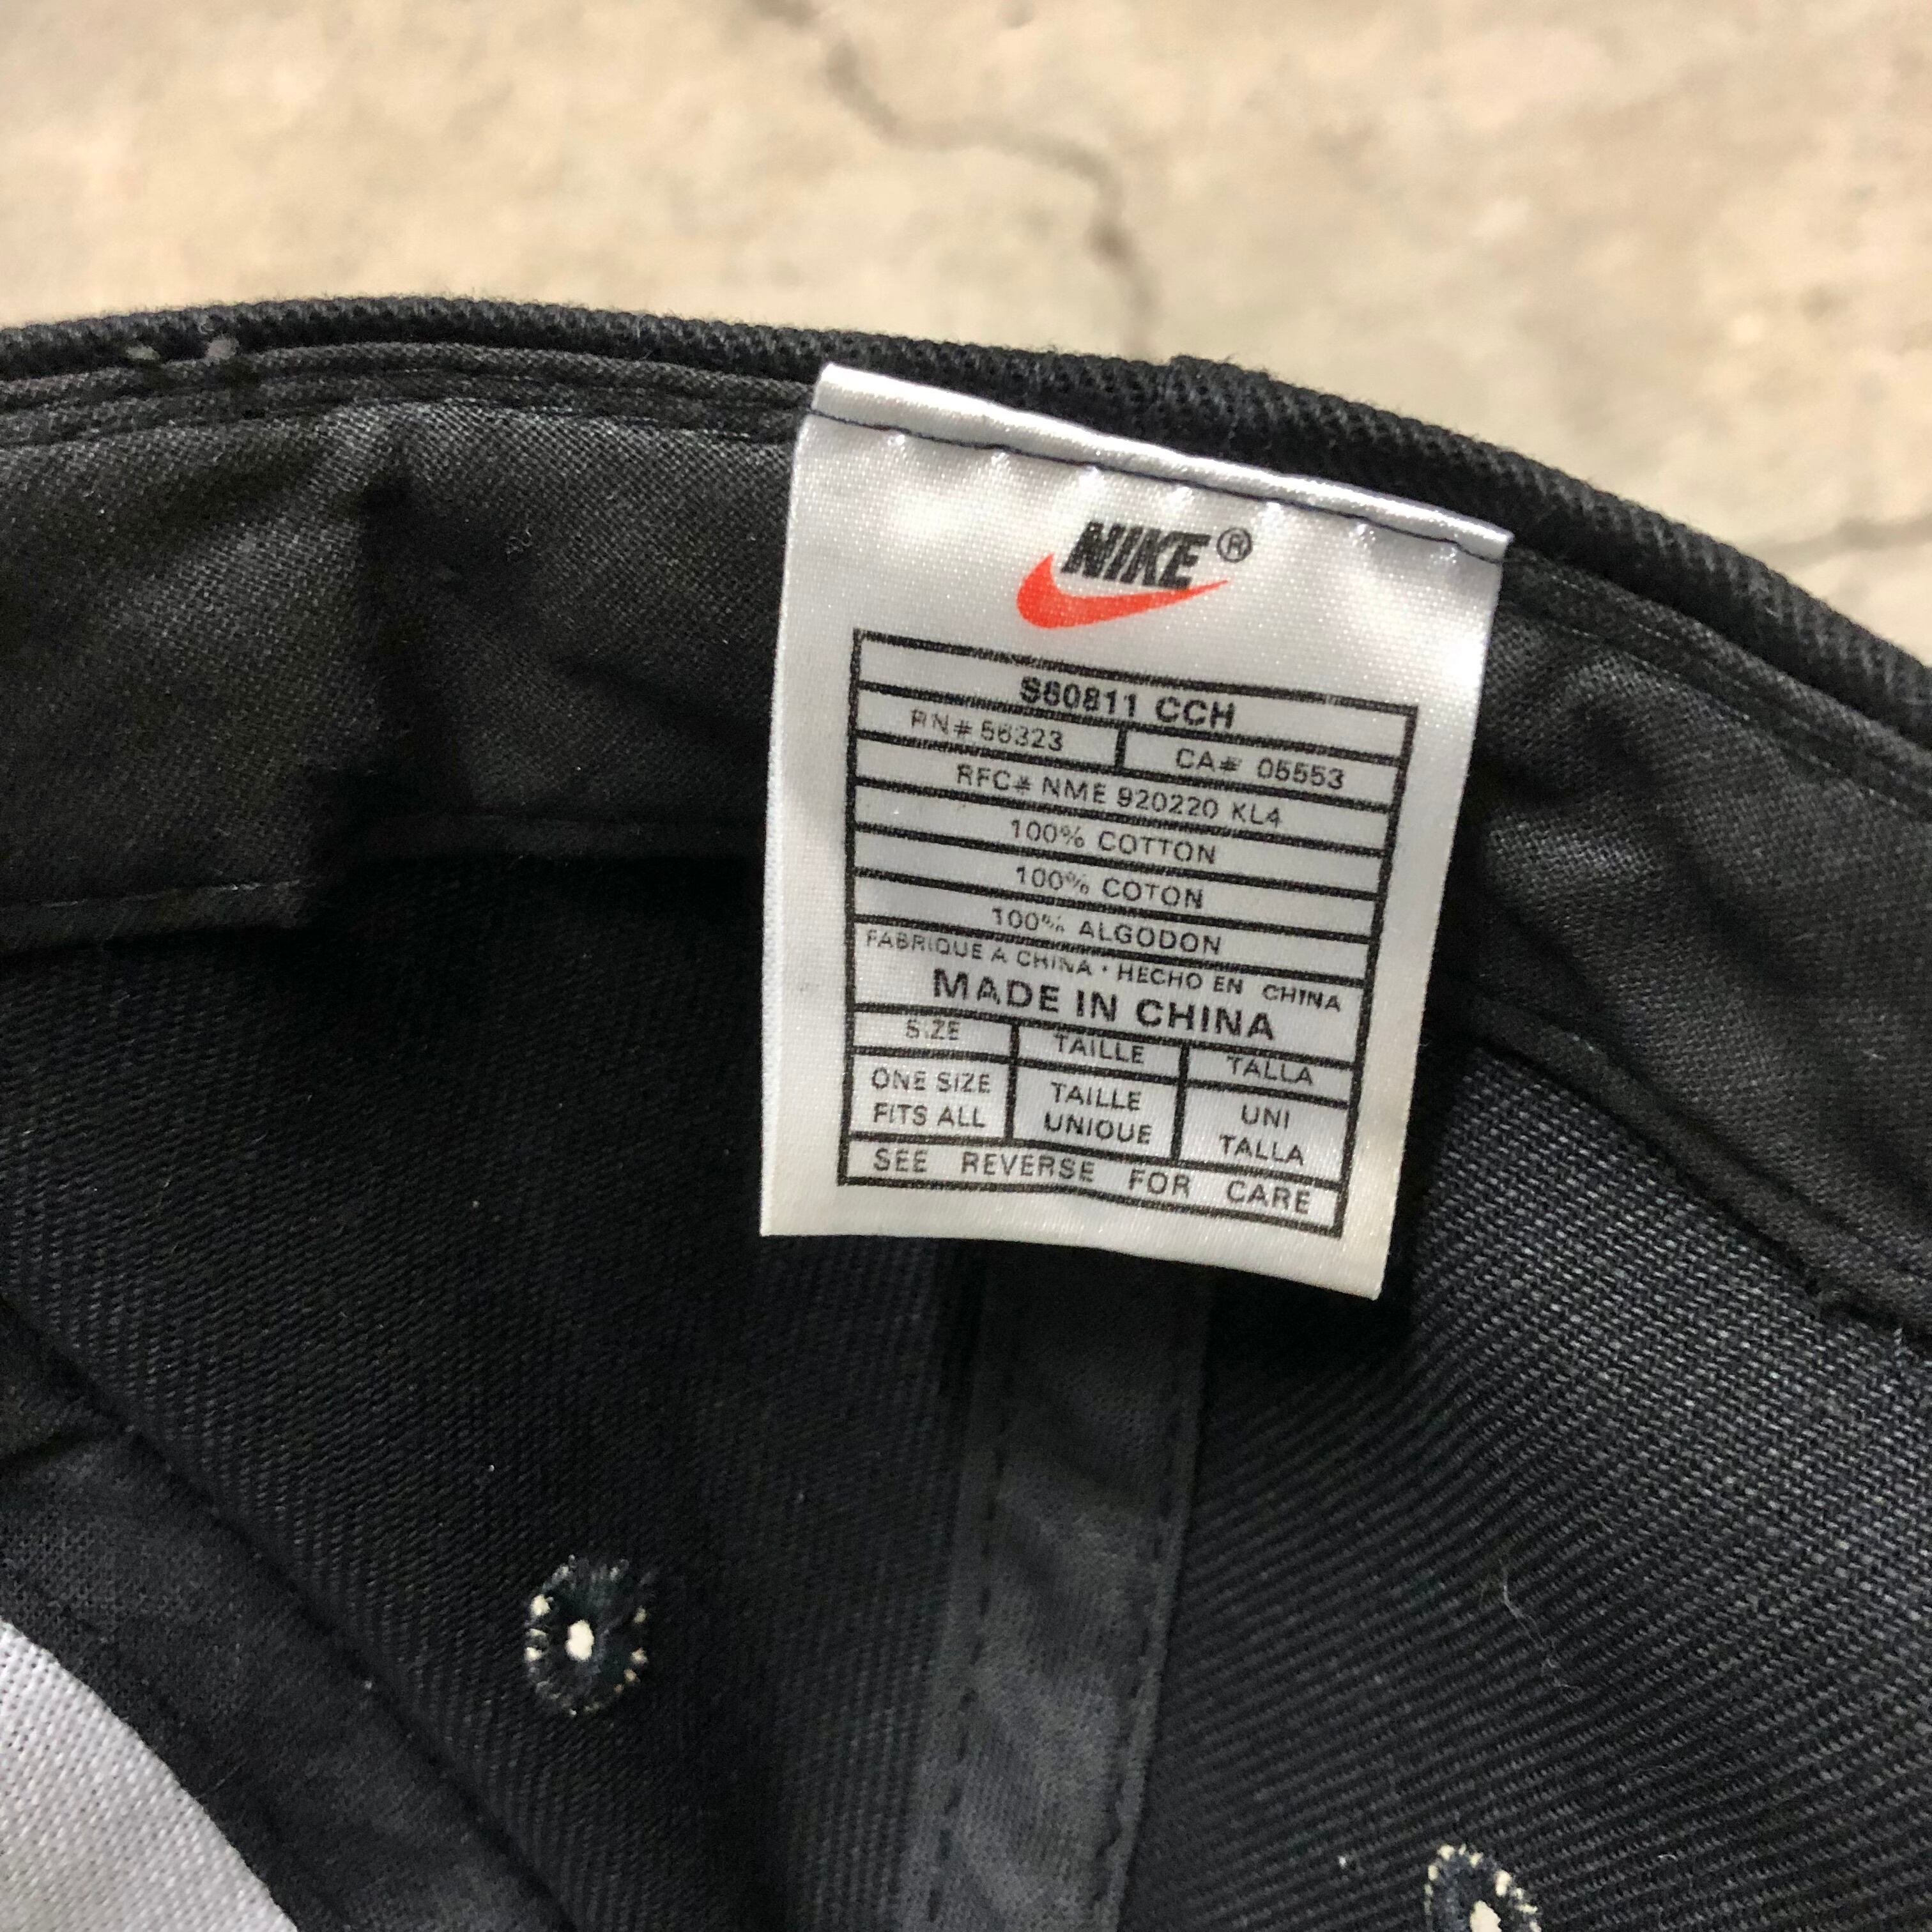 NIKE®
S60811 CCH
RN# 56323 CA# 05553
RFC# NME 920220 KL4
100% COTTON
100% COTON
100% ALGODON
FABRIQUE A CHINA · HECHO EN CHINA
MADE IN CHINA
SIZE TAILLE TALLA
ONE SIZE FITS ALL
TAILLE UNIQUE
UNI TALLA
SEE REVERSE FOR CARE